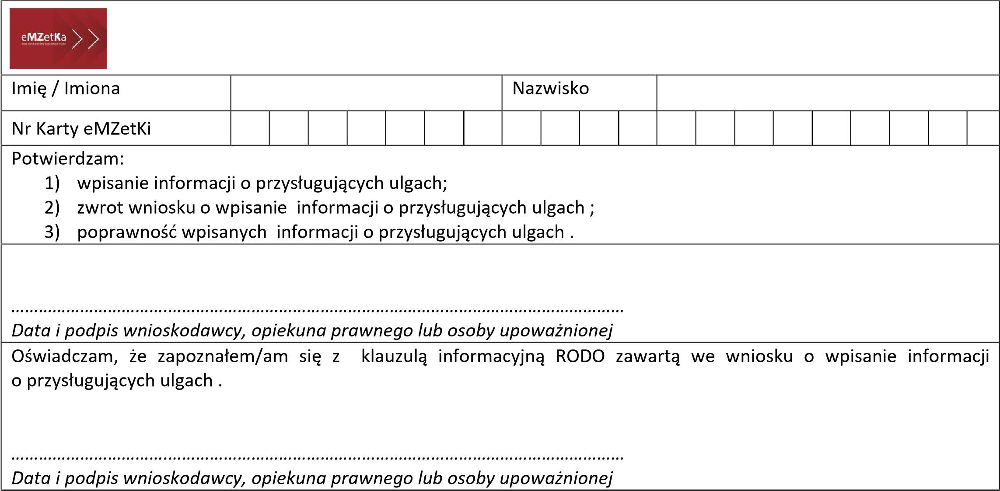 eMZetKa
Imię / Imiona
Nazwisko
Nr Karty eMZetKi
Potwierdzam:
1) wpisanie informacji o przysługujących ulgach;
2) zwrot wniosku o wpisanie  informacji o przysługujących ulgach ;
3) poprawność wpisanych  informacji o przysługujących ulgach .
……………………………………………………………………………………………………………………
Data i podpis wnioskodawcy, opiekuna prawnego lub osoby upoważnionej
Oświadczam, że zapoznałem/am się z  klauzulą informacyjną RODO zawartą we wniosku o wpisanie informacji
o przysługujących ulgach .
……………………………………………………………………………………………………………………
Data i podpis wnioskodawcy, opiekuna prawnego lub osoby upoważnionej